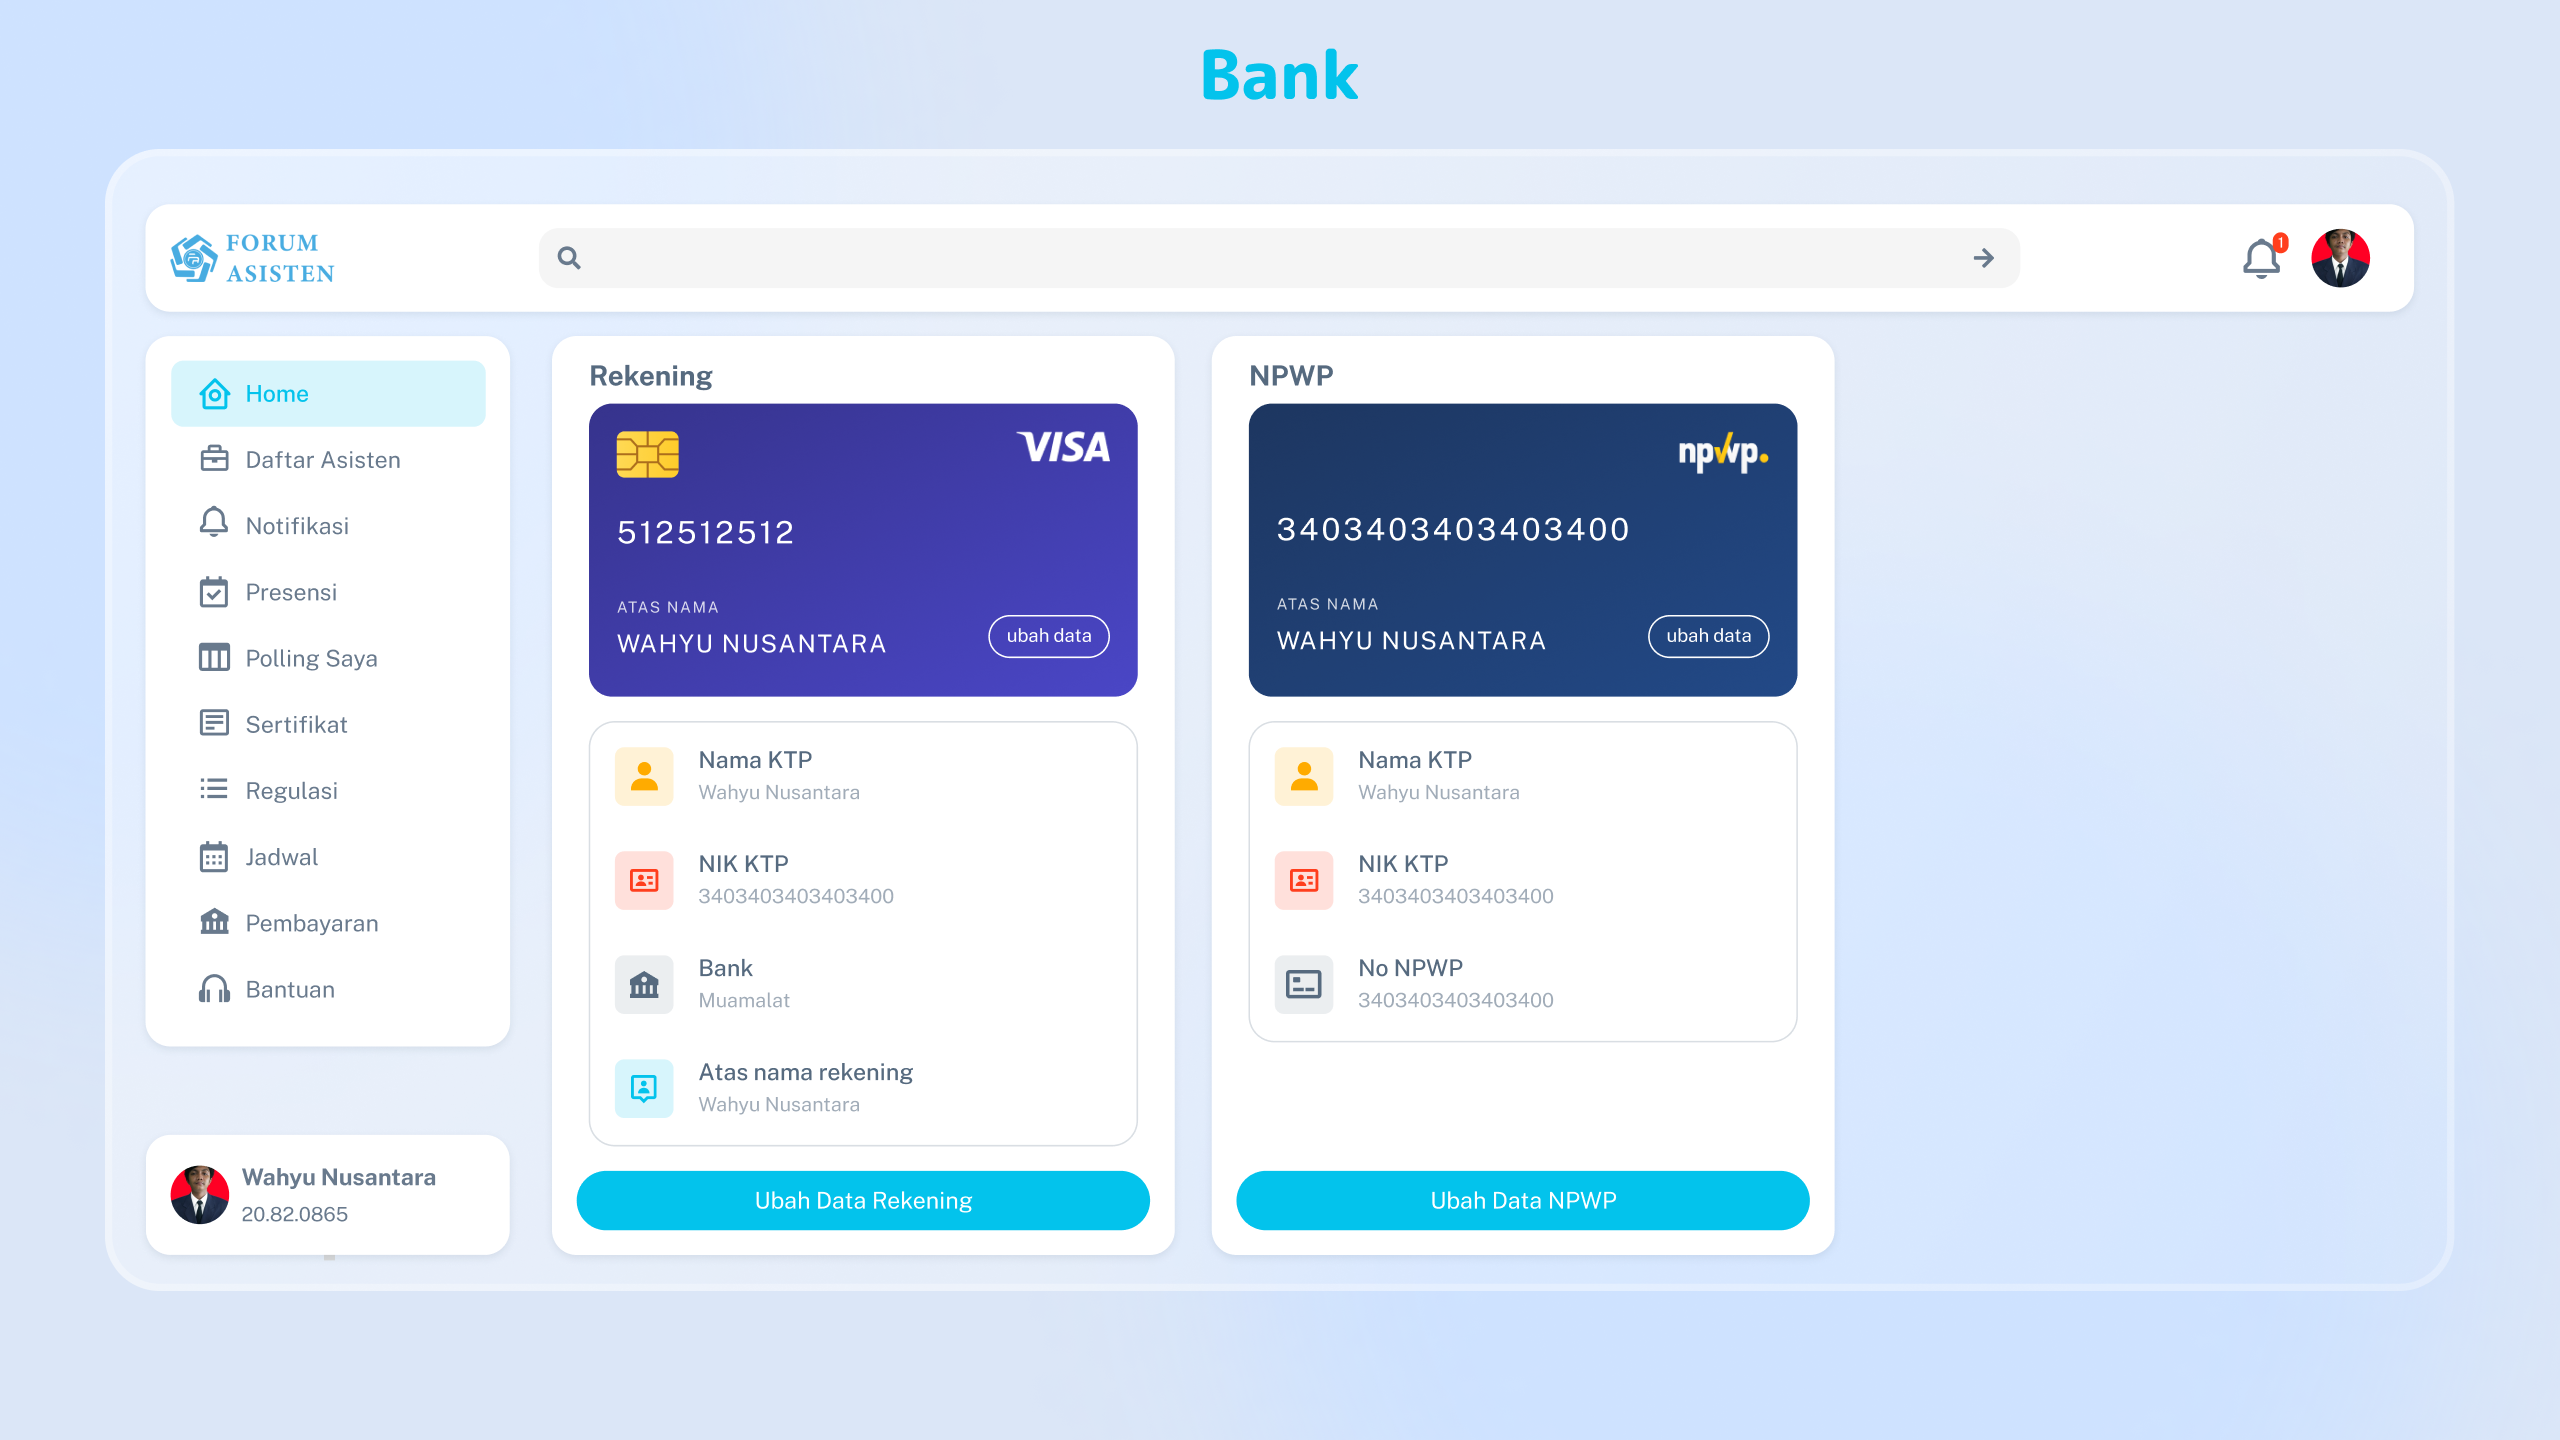 Bank
FORUM
ASISTEN
1
Home
Daftar Asisten
Notifikasi
Presensi
Polling Saya
Sertifikat
Regulasi
Jadwal
Pembayaran
Bantuan
Wahyu Nusantara
20.82.0865
Rekening
VISA
512512512
ATAS NAMA
WAHYU NUSANTARA
ubah data
Nama KTP
Wahyu Nusantara
NIK KTP
3403403403403400
Bank
Muamalat
Atas nama rekening
Wahyu Nusantara
Ubah Data Rekening
NPWP
npwp.
3403403403403400
ATAS NAMA
WAHYU NUSANTARA
ubah data
Nama KTP
Wahyu Nusantara
NIK KTP
3403403403403400
No NPWP
3403403403403400
Ubah Data NPWP